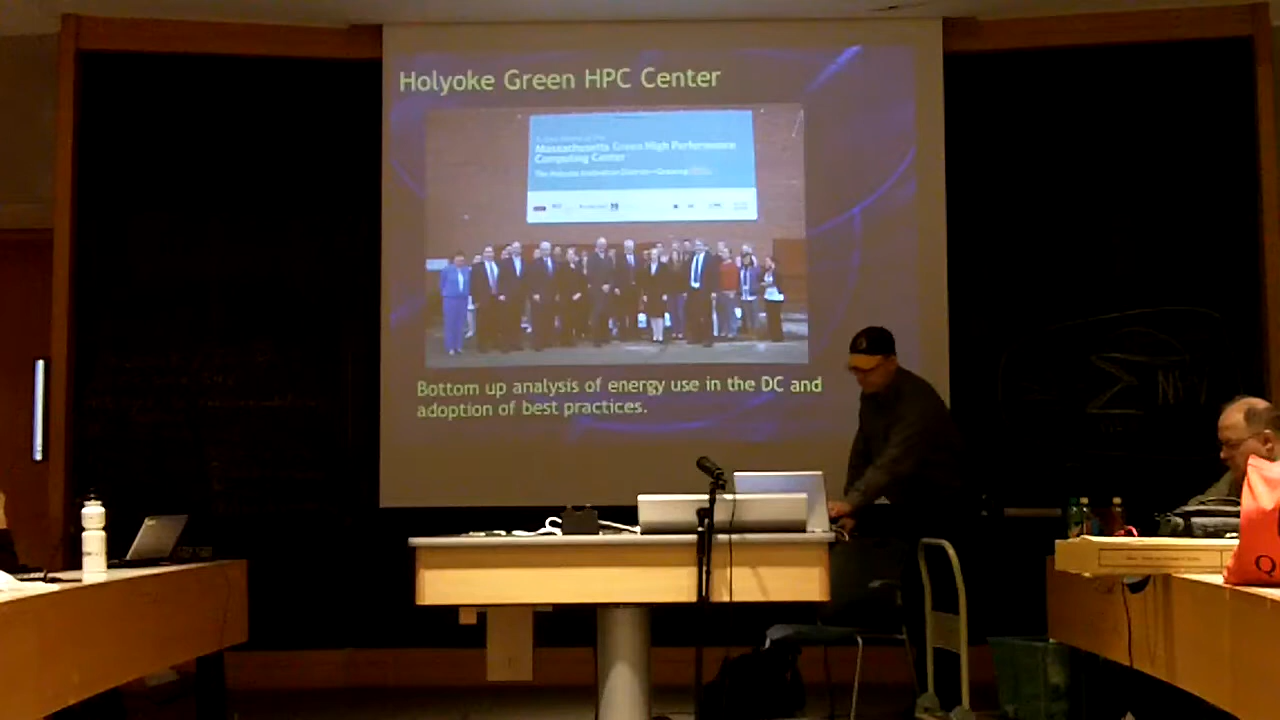 Holyoke Green HPC Center
Massachusetts Green High Performance
Computing Center
Bottom up analysis of energy use in the DC and
adoption of best practices.
Q